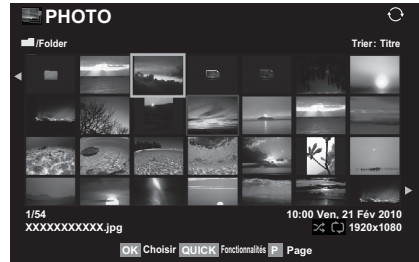 PHOTO
/Folder
Trier: Titre
1/54
10:00 Ven, 21 Fév 2010
XXXXXXXXXXX.jpg
1920x1080
OK Choisir QUICK Fonctionnalités P Page